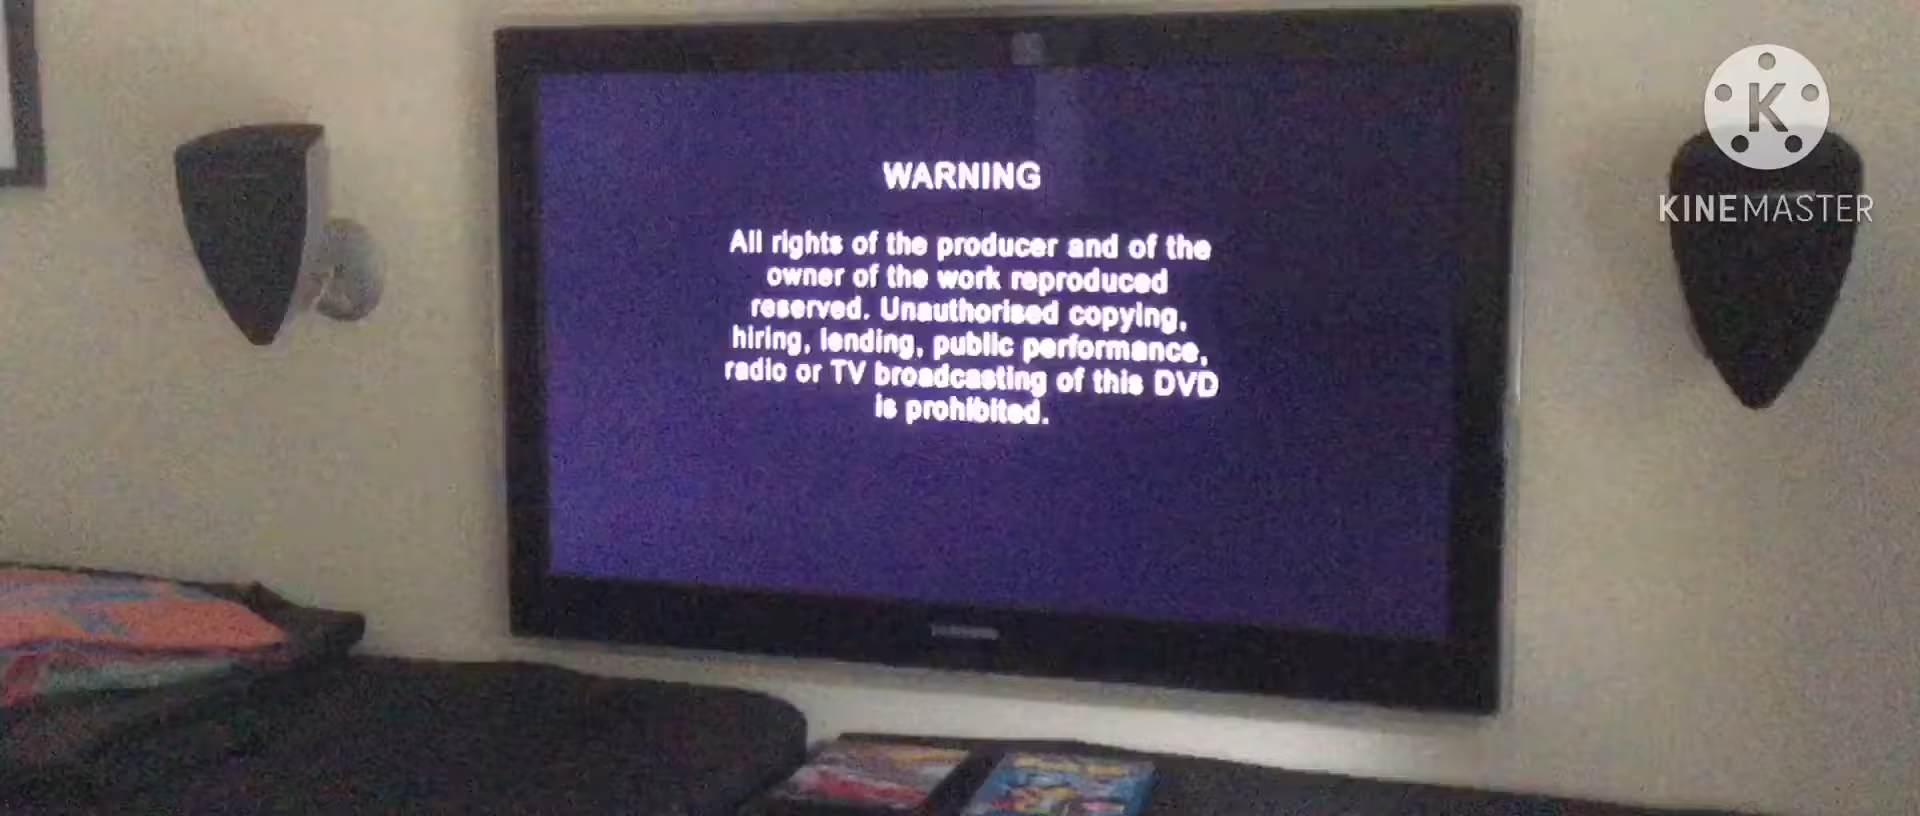 WARNING
All rights of the producer and of the
owner of the work reproduced
reserved. Unauthorised copying,
hiring, lending, public performance,
radio or TV broadcasting of this DVD
is prohibited.
K
KINEMASTER